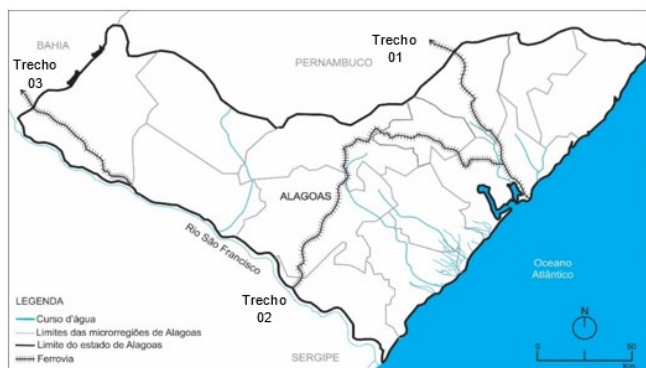 BAHIA
Trecho
03
Trecho
01
PERNAMBUCO
ALAGOAS
Rio São Francisco
Oceano
Atlântico
Trecho
02
LEGENDA
Curso d'água
Limites das microrregiões de Alagoas
Limite do estado de Alagoas
Ferrovia
SERGIPE
N
0
50
Km